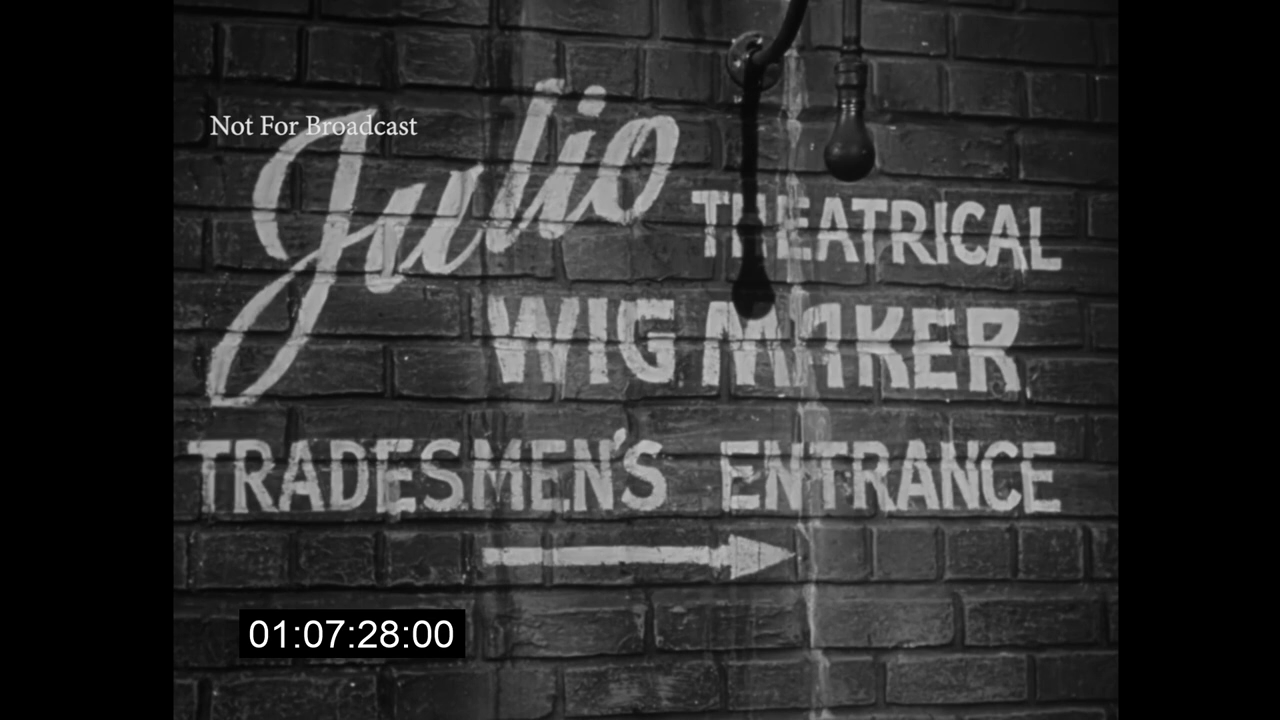 Not For Broadcast
Julio THEATRICAL
WIG MAKER
TRADESMEN'S ENTRANCE
01:07:28:00